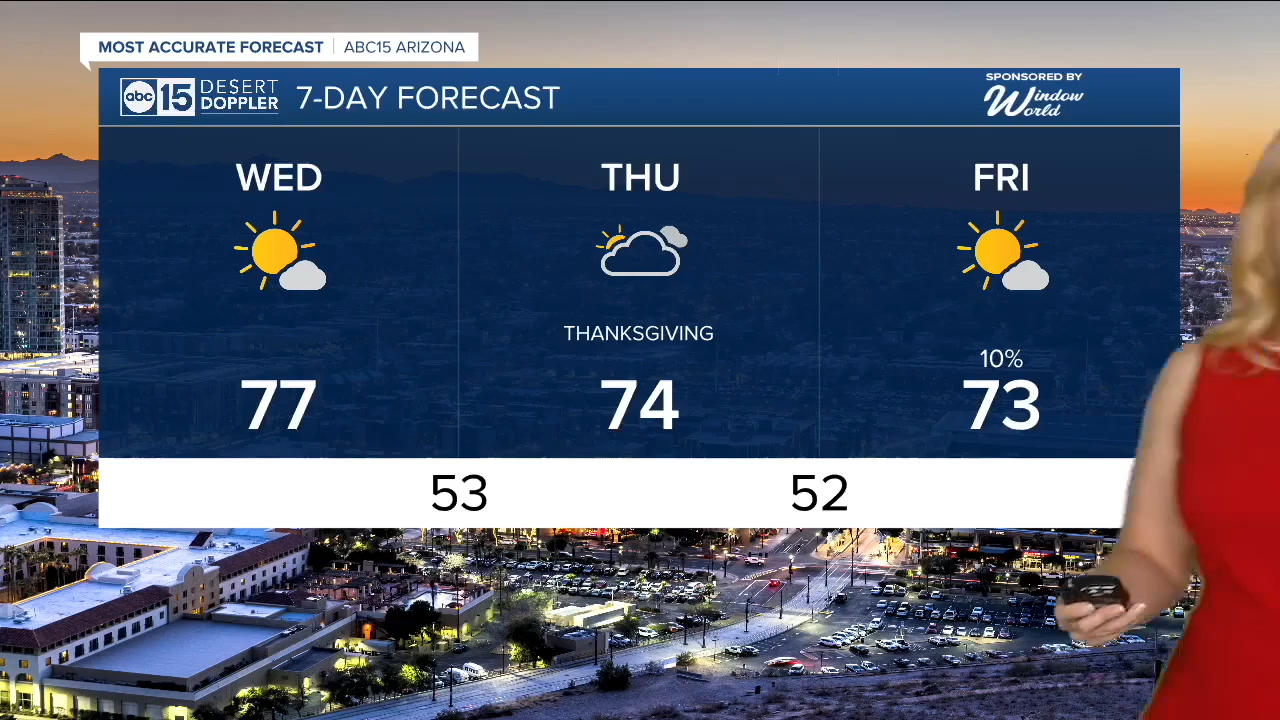 MOST ACCURATE FORECAST | ABC15 ARIZONA
abc 15 DESERT DOPPLER
7-DAY FORECAST
SPONSORED BY
Window World
WED
THU
FRI
THANKSGIVING
10%
77
74
73
53
52